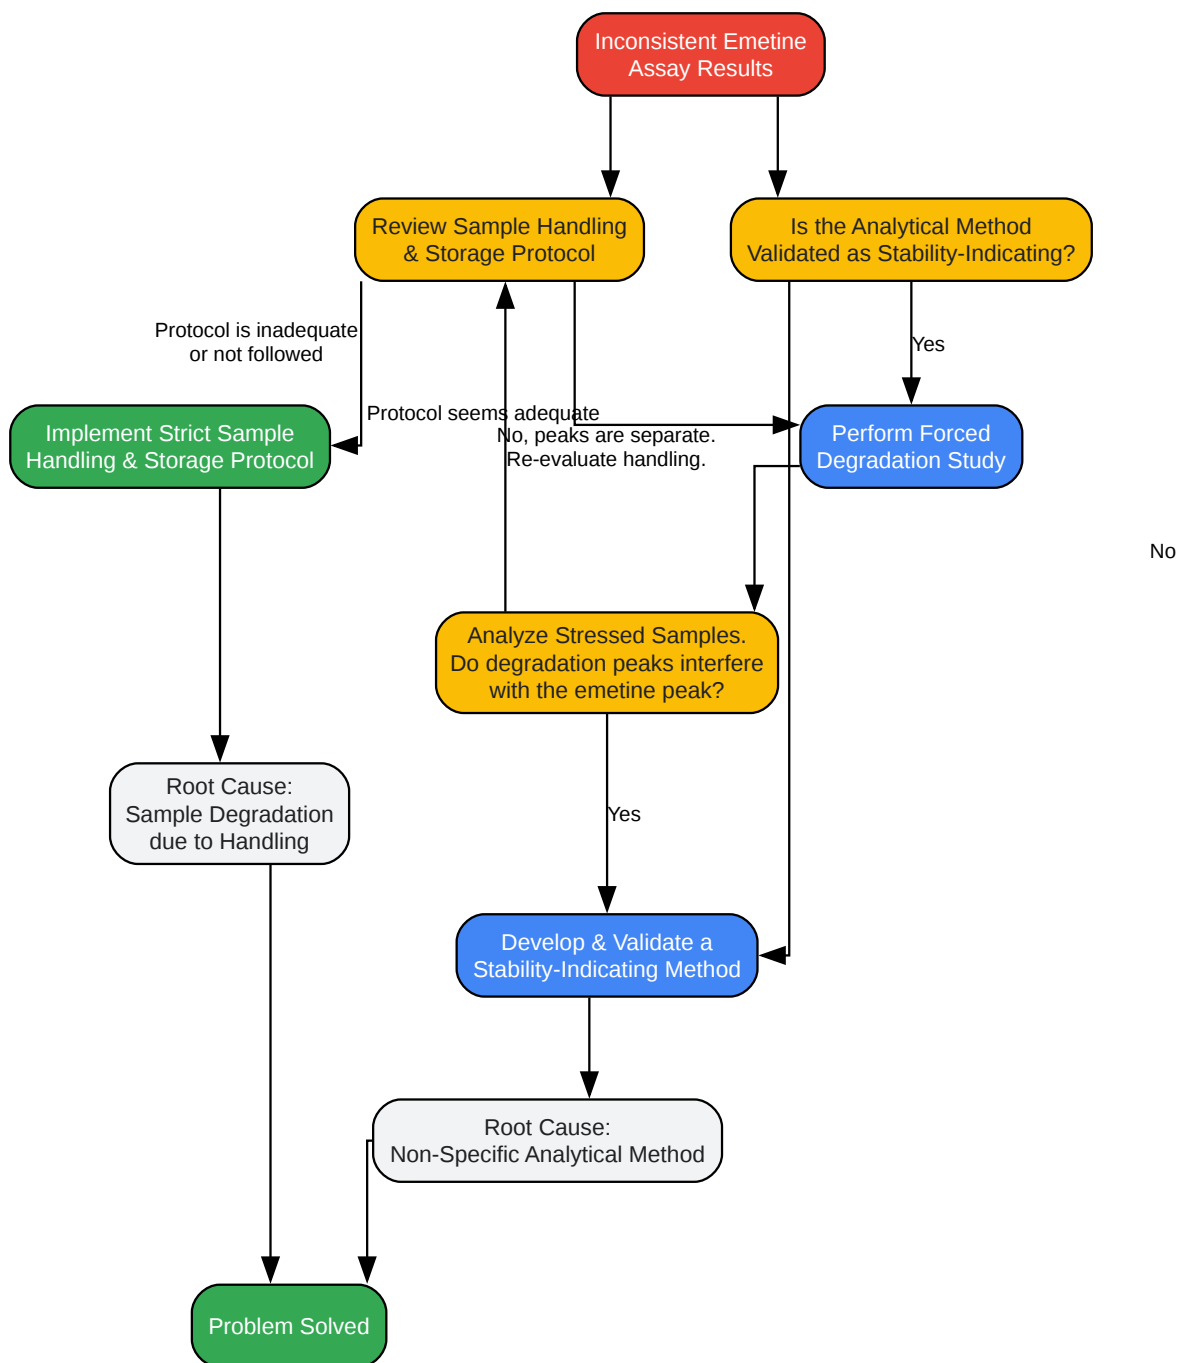 Inconsistent Emetine
Assay Results
Review Sample Handling
& Storage Protocol
Is the Analytical Method
Validated as Stability-Indicating?
Protocol is inadequate
or not followed
Yes
Protocol seems adequate
No, peaks are separate.
Re-evaluate handling.
Implement Strict Sample
Handling & Storage Protocol
Perform Forced
Degradation Study
No
Analyze Stressed Samples.
Do degradation peaks interfere
with the emetine peak?
Root Cause:
Sample Degradation
due to Handling
Yes
Develop & Validate a
Stability-Indicating Method
Root Cause:
Non-Specific Analytical Method
Problem Solved